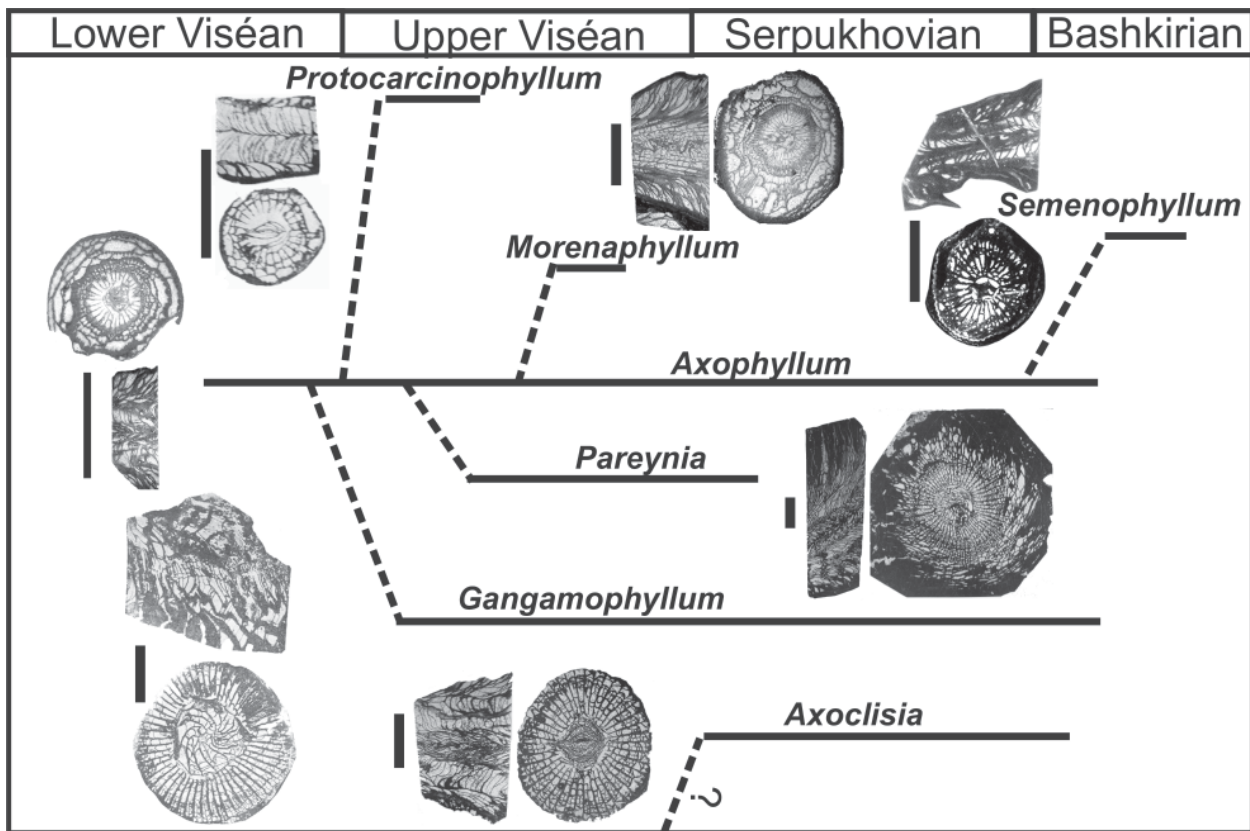 Lower Viséan Upper Viséan Serpukhovian Bashkirian
Protocarcinophyllum
Semenophyllum
Morenaphyllum
Axophyllum
Pareynia
Gangamophyllum
Axoclisia
?